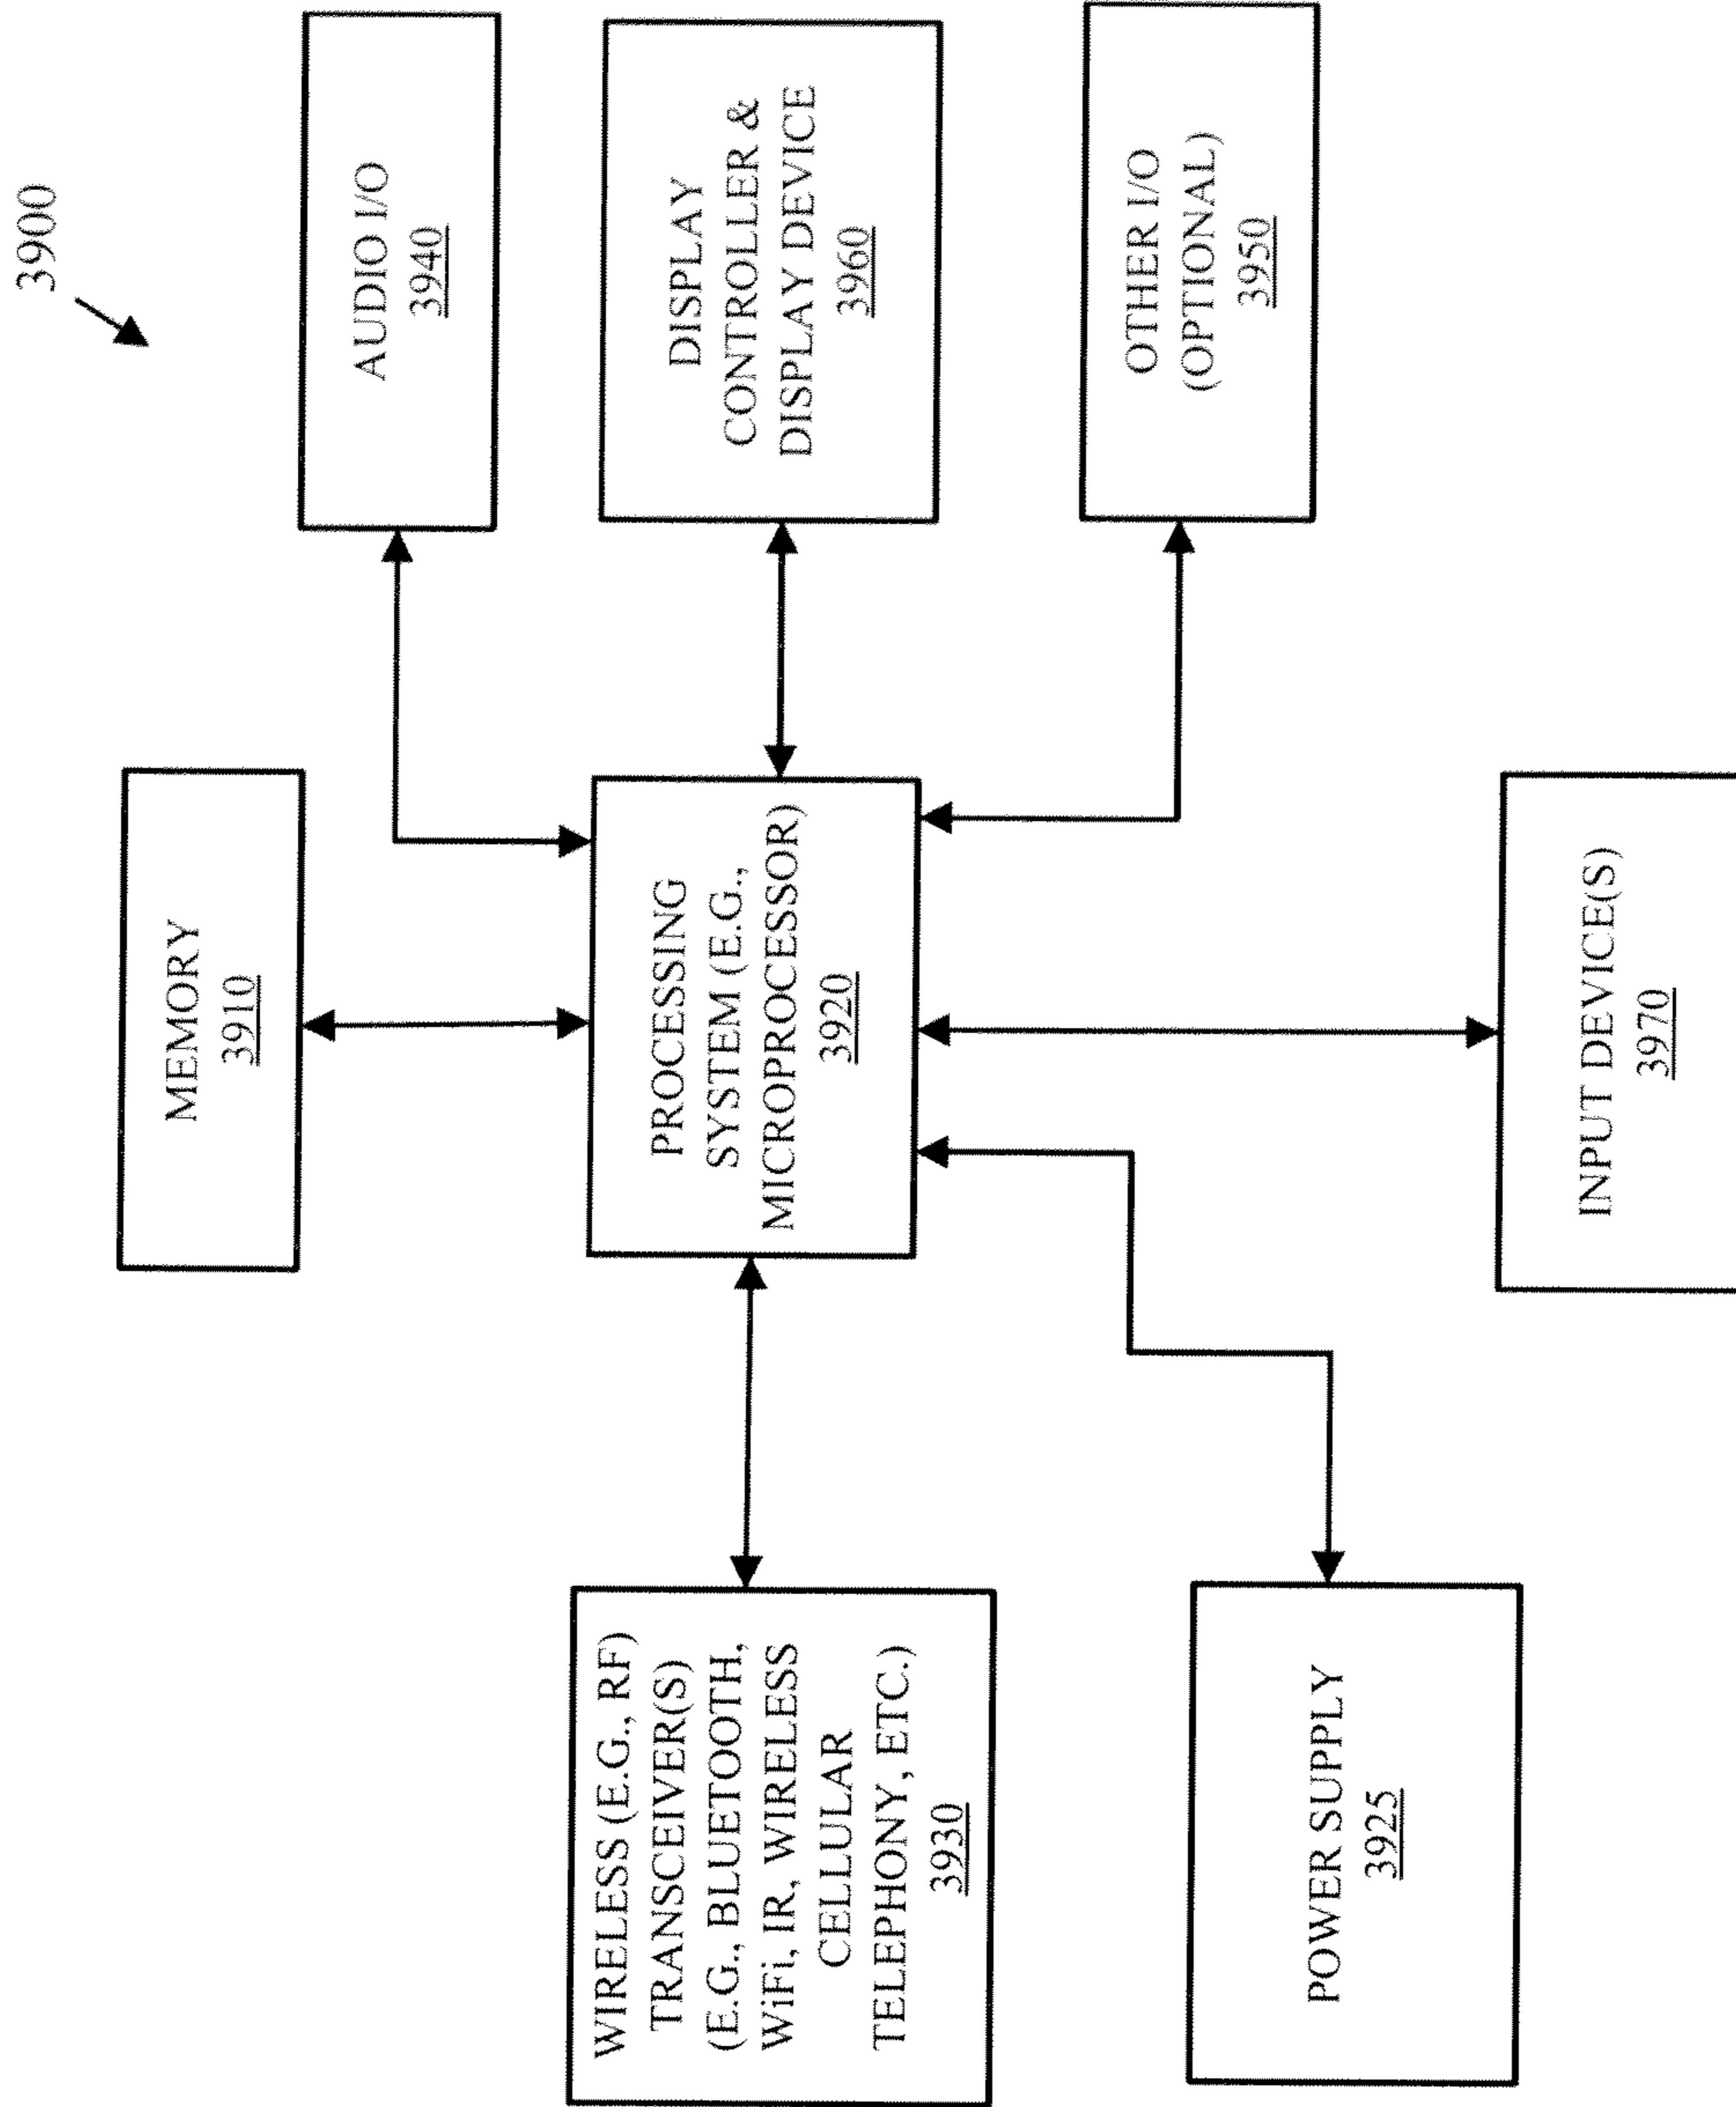 3900
MEMORY
3910
AUDIO I/O
3940
WIRELESS (E.G., RF)
TRANSCEIVER(S)
(E.G., BLUETOOTH,
WiFi, IR, WIRELESS
CELLULAR
TELEPHONY, ETC.)
3930
PROCESSING
SYSTEM (E.G.,
MICROPROCESSOR)
3920
DISPLAY
CONTROLLER &
DISPLAY DEVICE
3960
POWER SUPPLY
3925
OTHER I/O
(OPTIONAL)
3950
INPUT DEVICE(S)
3970